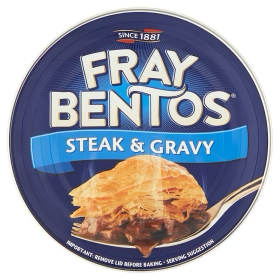 SINCE 1881
FRAY
BENTOS®
STEAK & GRAVY
IMPORTANT: REMOVE LID BEFORE BAKING • SERVING SUGGESTION